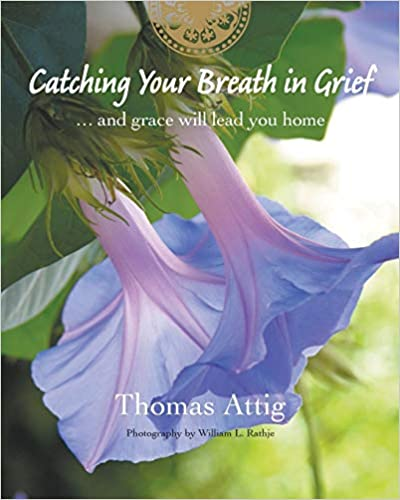 Catching Your Breath in Grief
... and grace will lead you home
Thomas Attig
Photography by William L. Rathje